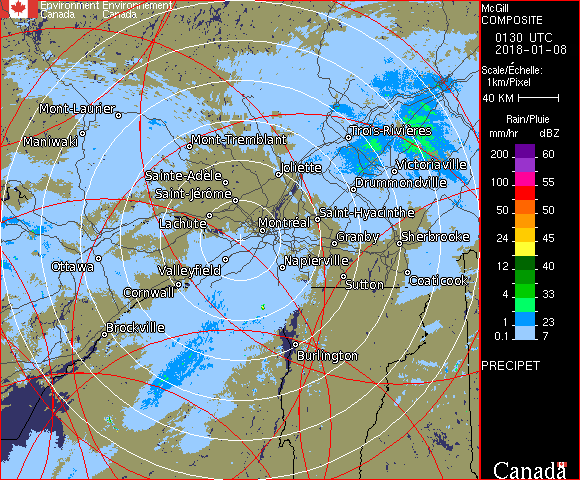 Environment Environnement
Canada Canada
McGill
COMPOSITE
0130 UTC
2018-01-08
Scale/Échelle:
1km/Pixel
40 KM
Rain/Pluie
mm/hr dBZ
200 60
100 55
50 50
45
24 45
12 40
4 33
1 23
0.1 7
PRECIPET
Canada
Mont-Laurier
Maniwaki
Mont-Tremblant
Trois-Rivières
Joliette
Victoriaville
Sainte-Adèle
Drummondville
Saint-Jérôme
Saint-Hyacinthe
Lachute
Montréal
Granby
Sherbrooke
Ottawa
Valleyfield
Napierville
Sutton
Coaticook
Cornwall
Brockville
Burlington